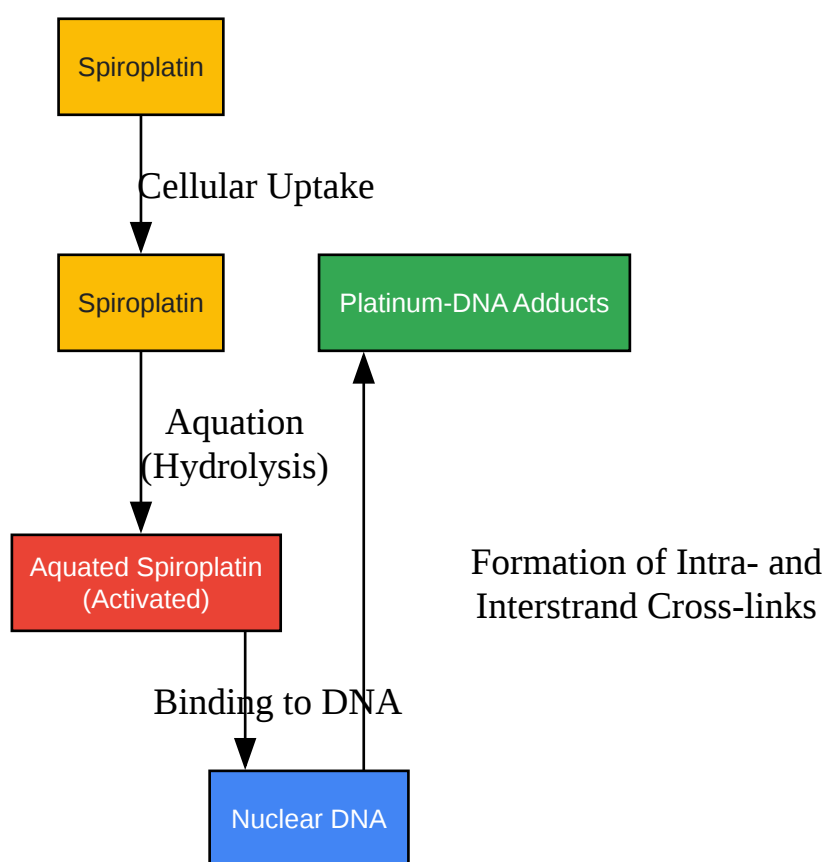 Spiroplatin
Cellular Uptake
Spiroplatin
Platinum-DNA Adducts
Aquation
(Hydrolysis)
Aquated Spiroplatin
(Activated)
Formation of Intra- and
Interstrand Cross-links
Binding to DNA
Nuclear DNA